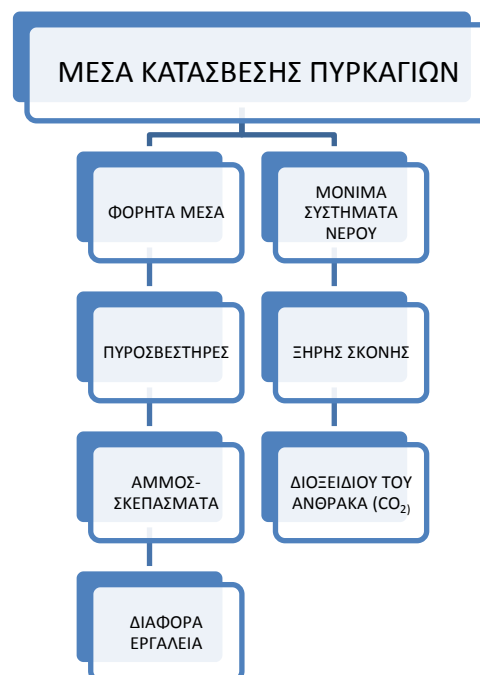 ΜΕΣΑ ΚΑΤΑΣΒΕΣΗΣ ΠΥΡΚΑΓΙΩΝ
ΦΟΡΗΤΑ ΜΕΣΑ
ΠΥΡΟΣΒΕΣΤΗΡΕΣ
ΑΜΜΟΣ-
ΣΚΕΠΑΣΜΑΤΑ
ΔΙΑΦΟΡΑ
ΕΡΓΑΛΕΙΑ
ΜΟΝΙΜΑ
ΣΥΣΤΗΜΑΤΑ
ΝΕΡΟΥ
ΞΗΡΗΣ ΣΚΟΝΗΣ
ΔΙΟΞΕΙΔΙΟΥ ΤΟΥ
ΑΝΘΡΑΚΑ (CO₂)